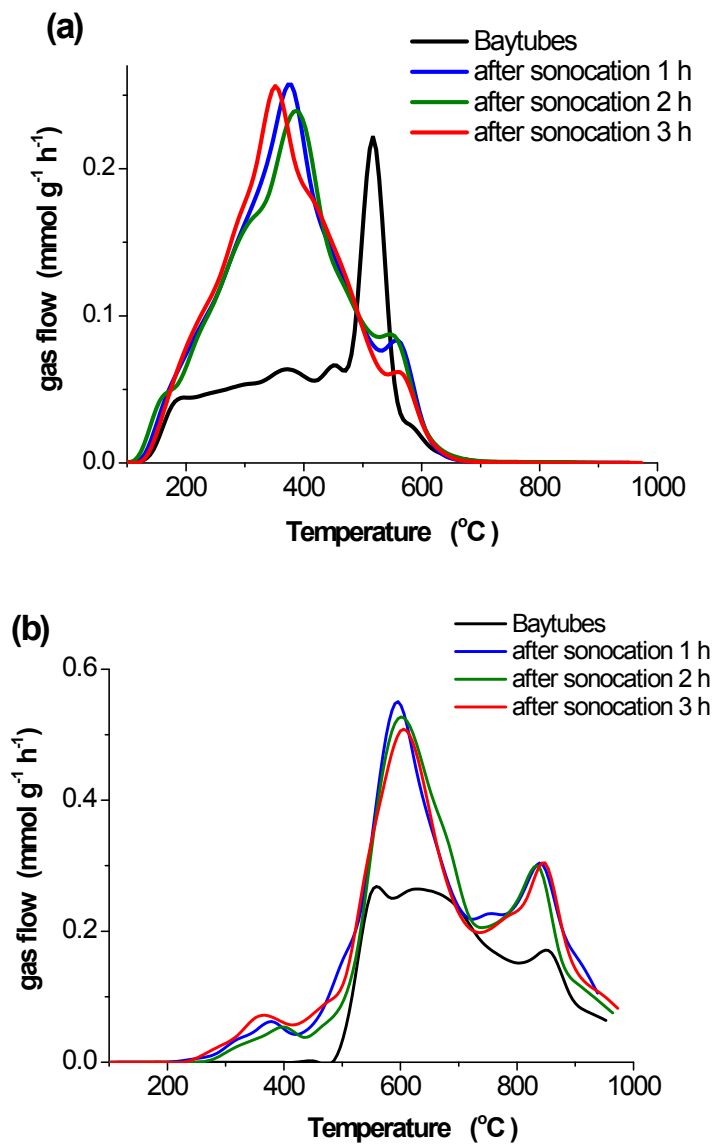 (a)
Baytubes
after sonocation 1 h
after sonocation 2 h
after sonocation 3 h
0.2
0.1
0.0
gas flow (mmol g⁻¹ h⁻¹)
200 400 600 800 1000
Temperature (°C)
(b)
Baytubes
after sonocation 1 h
after sonocation 2 h
after sonocation 3 h
0.6
0.4
0.2
0.0
gas flow (mmol g⁻¹ h⁻¹)
200 400 600 800 1000
Temperature (°C)